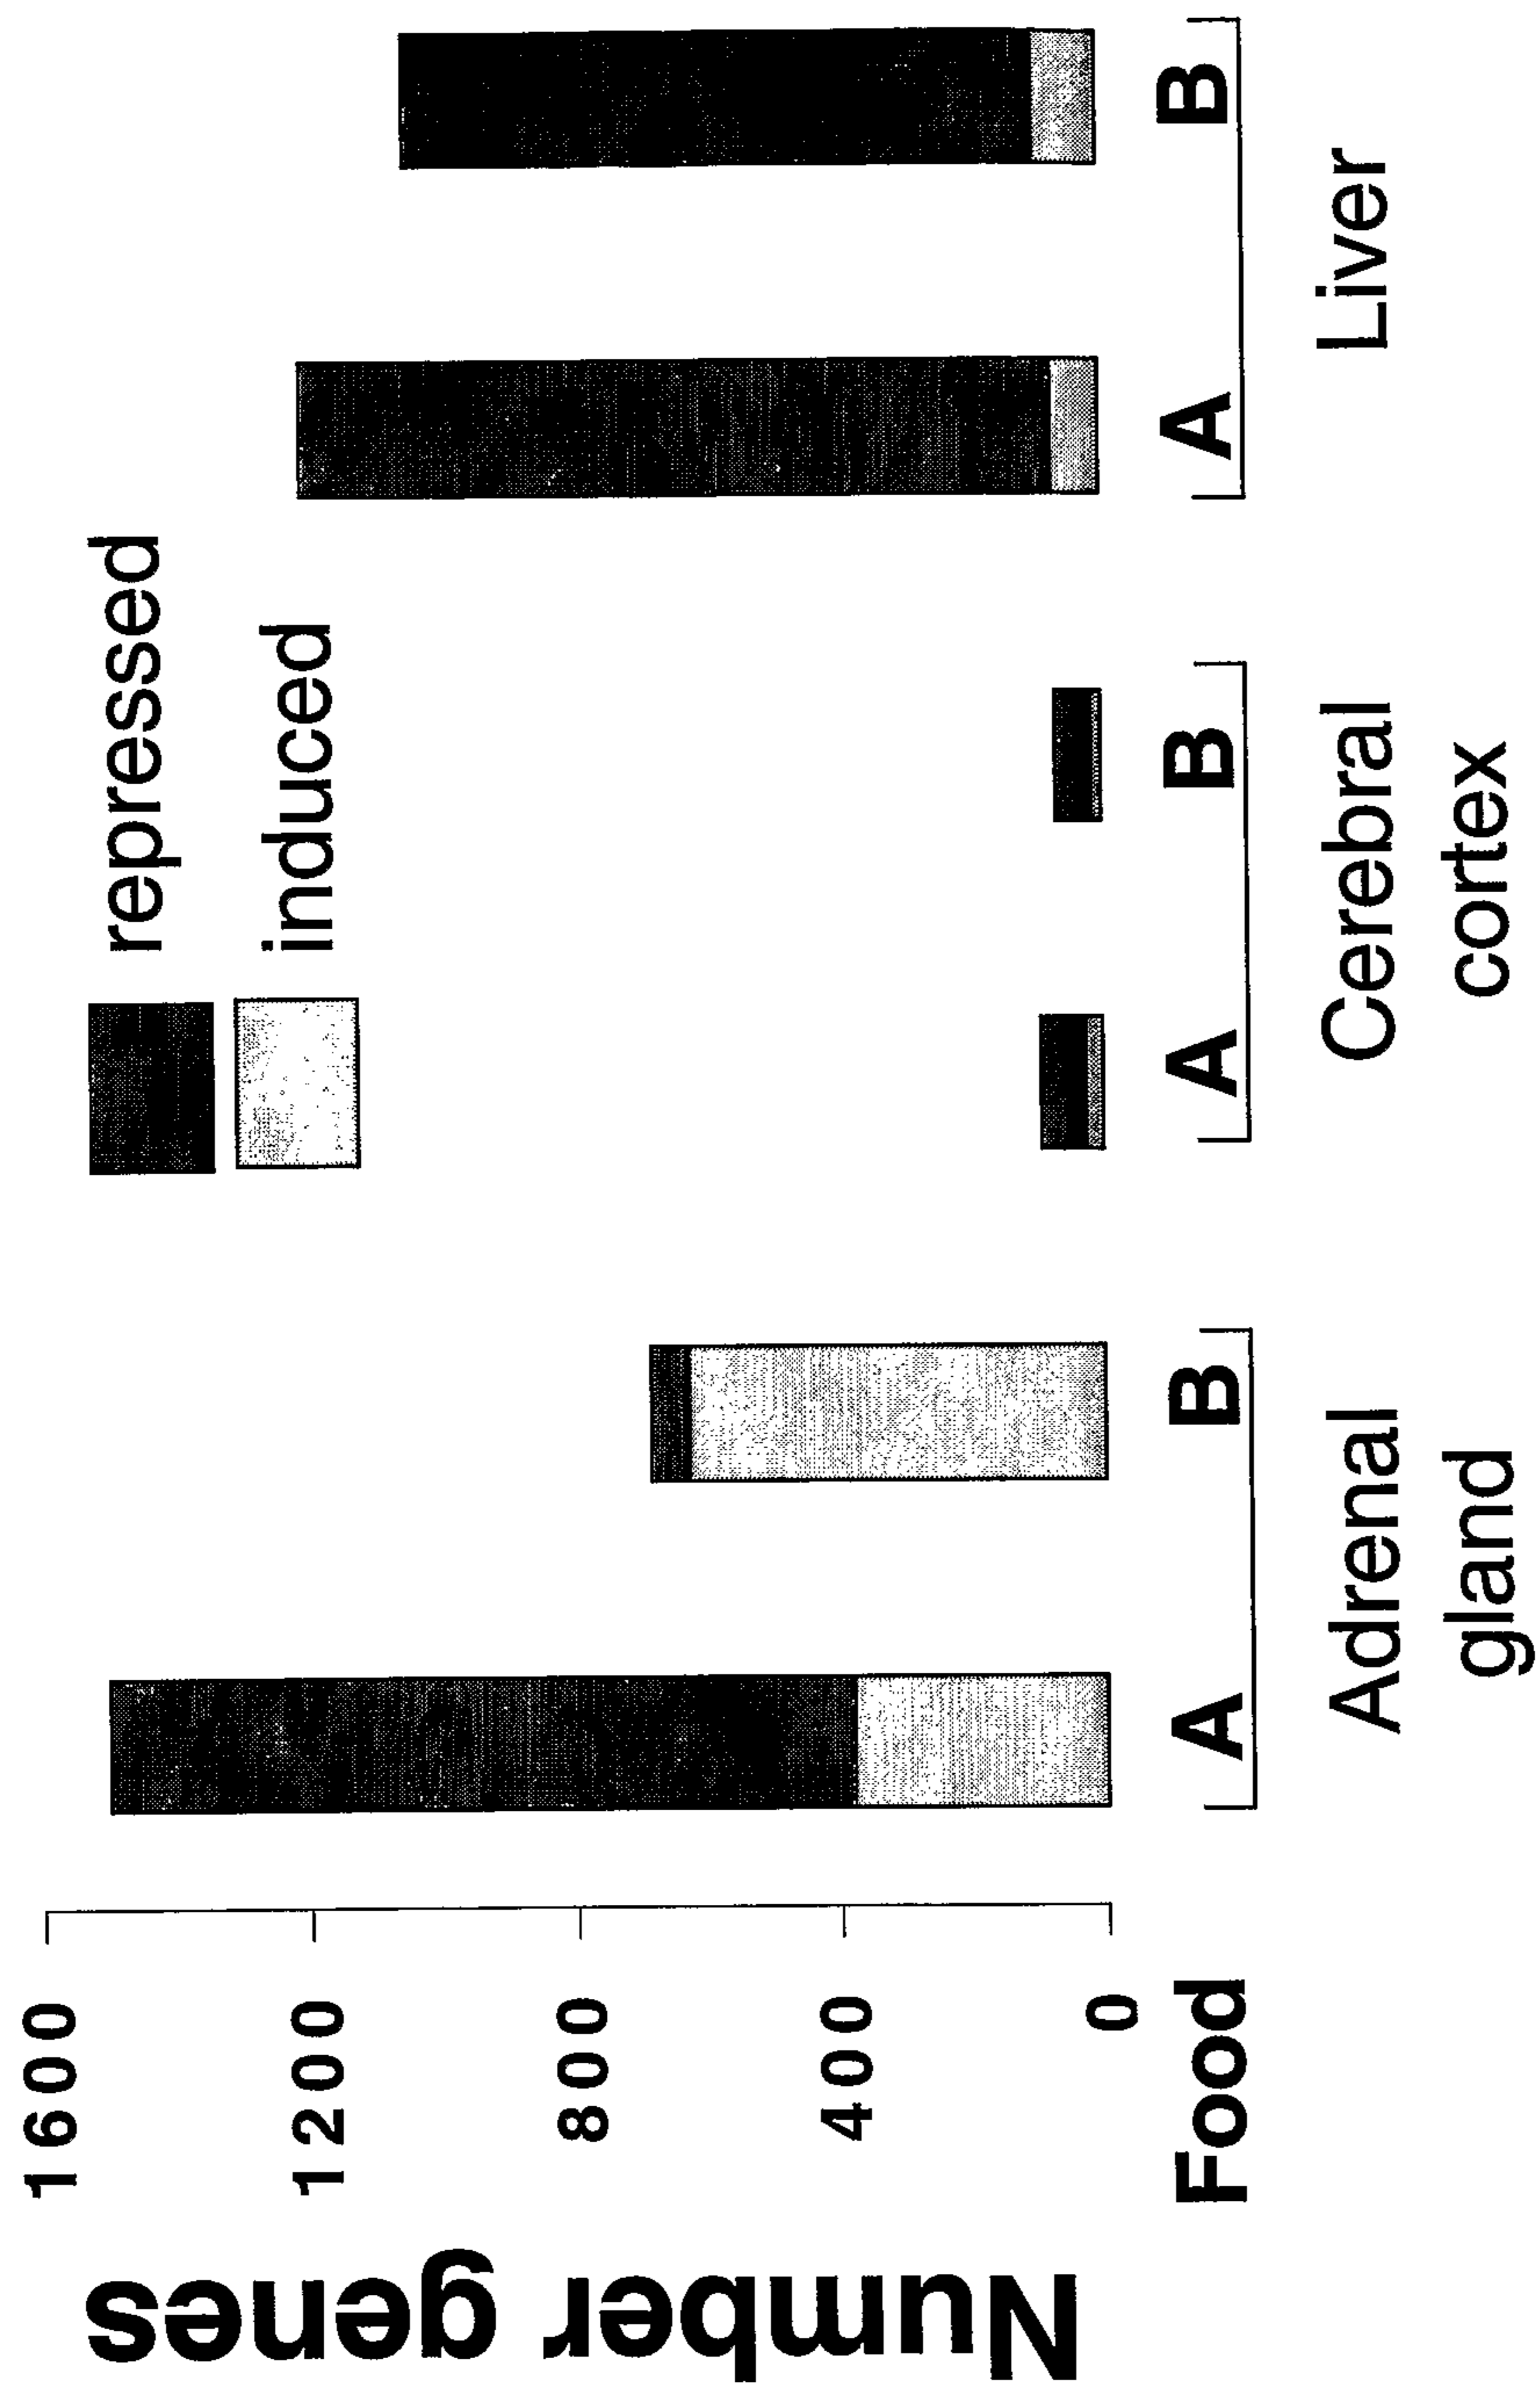 Number genes
1600
1200
800
400
0
repressed
induced
Food
A
B
A
B
A
B
Adrenal
gland
Cerebral
cortex
Liver